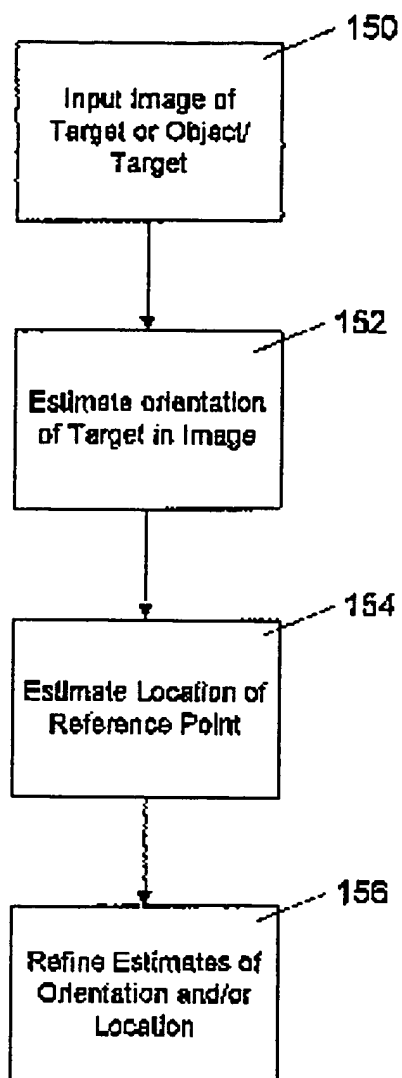 150
Input Image of
Target or Object/
Target
152
Estimate orientation
of Target in Image
154
Estimate Location of
Reference Point
156
Refine Estimates of
Orientation and/or
Location